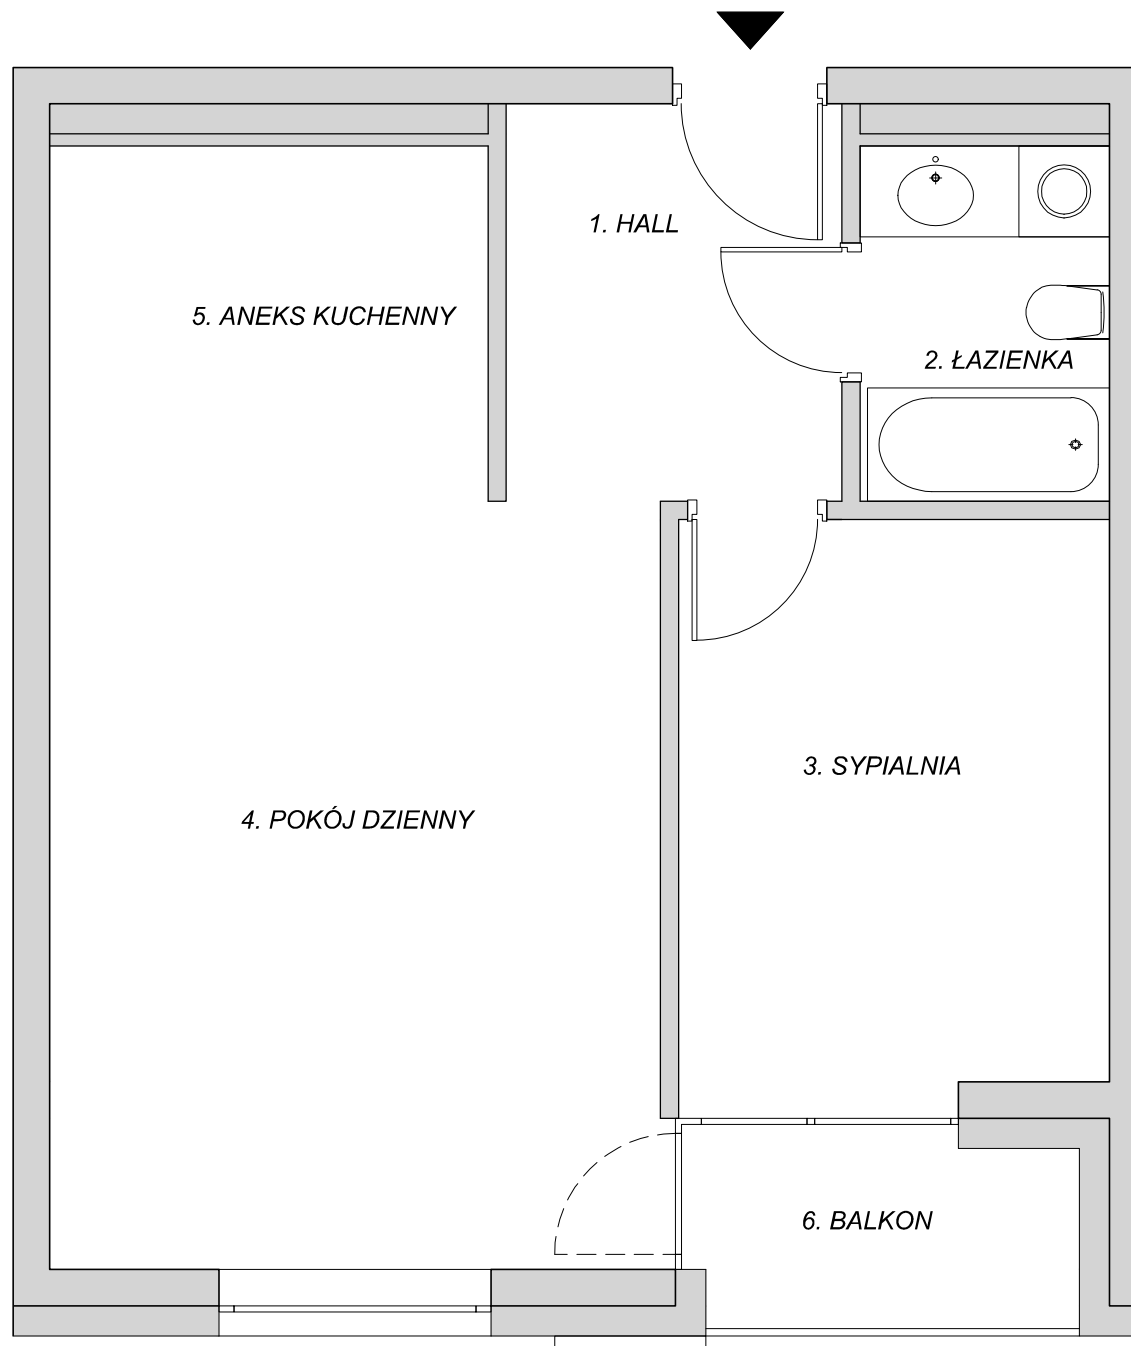 1. HALL
5. ANEKS KUCHENNY
2. ŁAZIENKA
3. SYPIALNIA
4. POKÓJ DZIENNY
6. BALKON